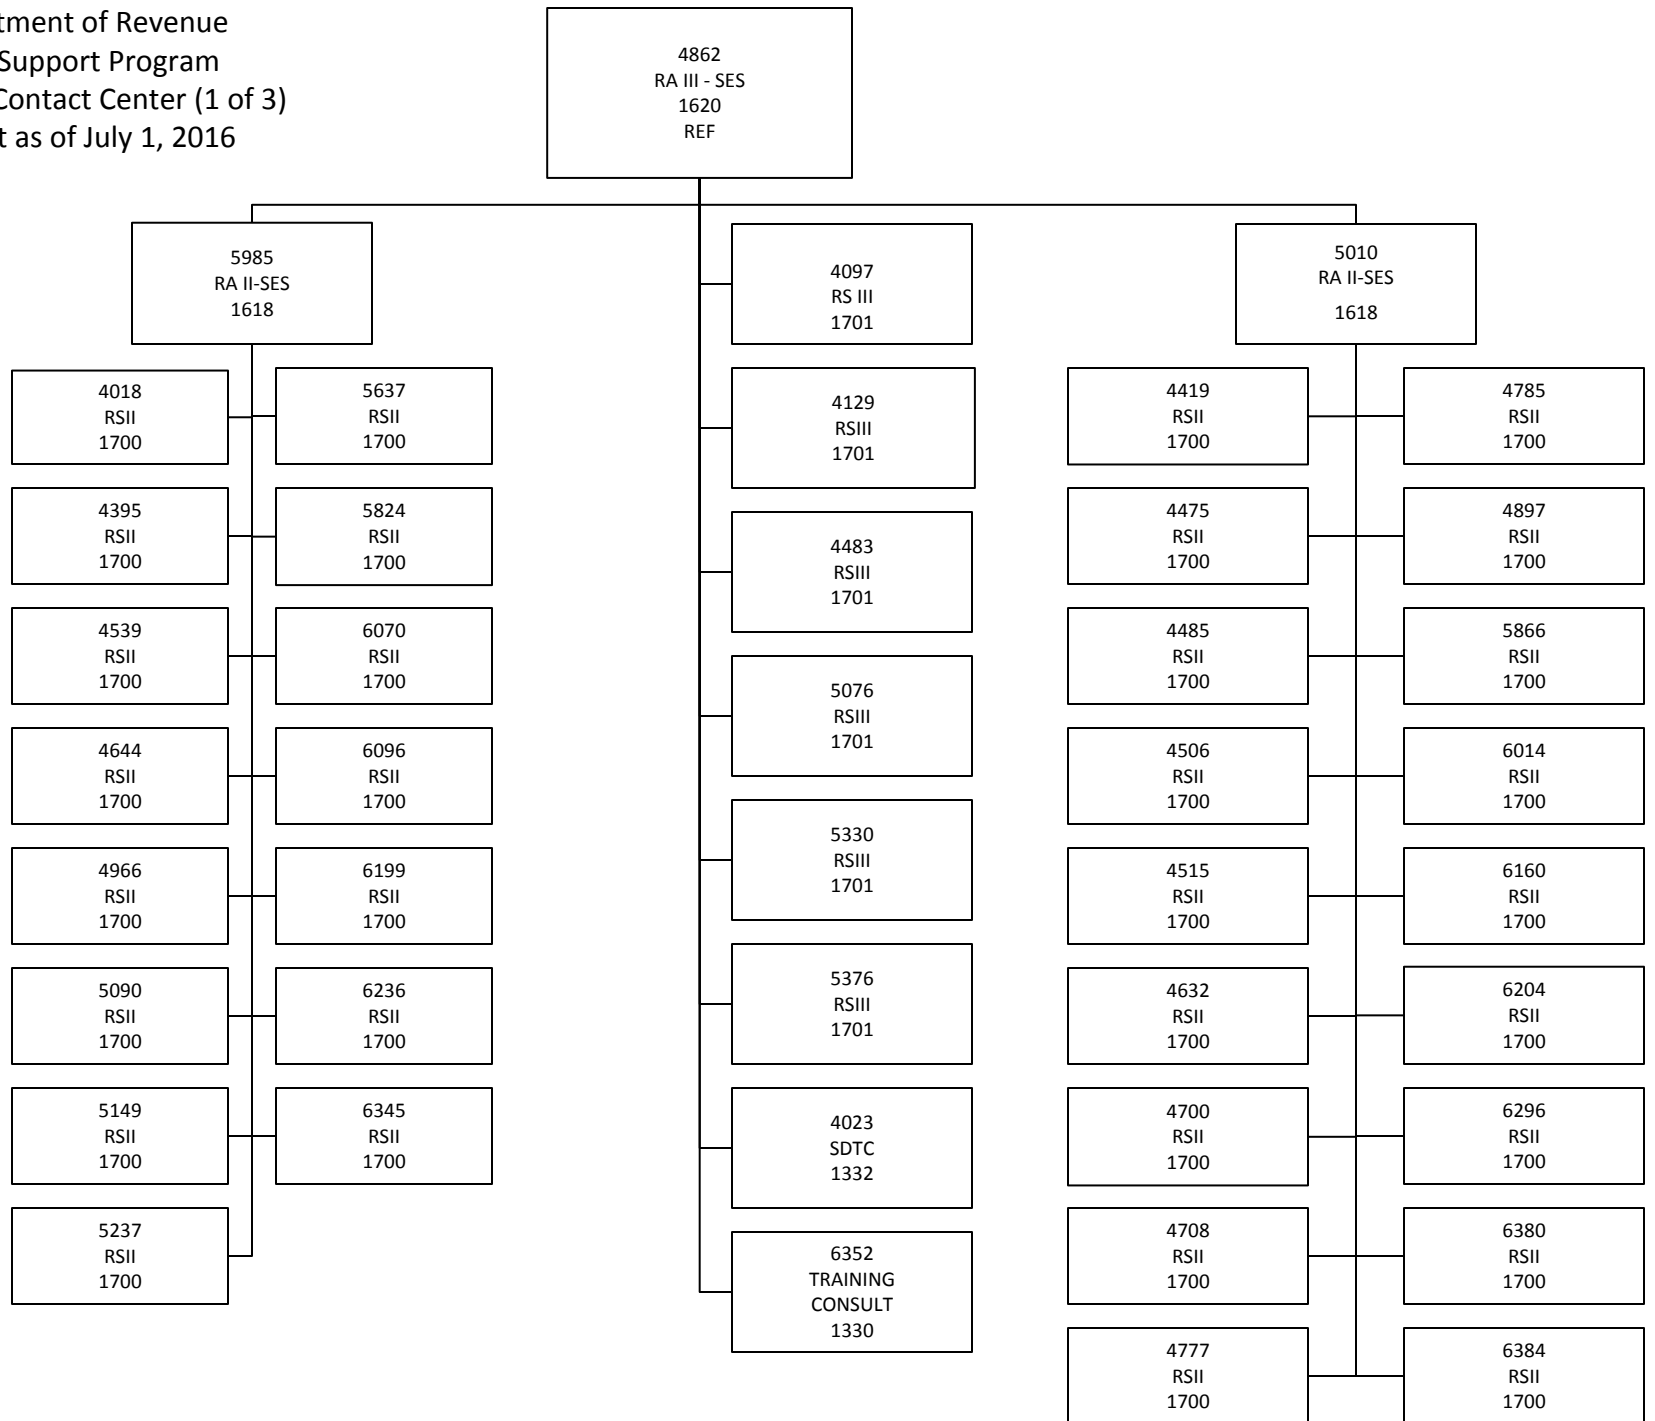 tment of Revenue
Support Program
Contact Center (1 of 3)
t as of July 1, 2016
4862
RA III - SES
1620
REF
5985
RA II-SES
1618
4018
RSII
1700
5637
RSII
1700
4395
RSII
1700
5824
RSII
1700
4539
RSII
1700
6070
RSII
1700
4644
RSII
1700
6096
RSII
1700
4966
RSII
1700
6199
RSII
1700
5090
RSII
1700
6236
RSII
1700
5149
RSII
1700
6345
RSII
1700
5237
RSII
1700
4097
RS III
1701
4129
RSIII
1701
4483
RSIII
1701
5076
RSIII
1701
5330
RSIII
1701
5376
RSIII
1701
4023
SDTC
1332
6352
TRAINING
CONSULT
1330
5010
RA II-SES
1618
4419
RSII
1700
4785
RSII
1700
4475
RSII
1700
4897
RSII
1700
4485
RSII
1700
5866
RSII
1700
4506
RSII
1700
6014
RSII
1700
4515
RSII
1700
6160
RSII
1700
4632
RSII
1700
6204
RSII
1700
4700
RSII
1700
6296
RSII
1700
4708
RSII
1700
6380
RSII
1700
4777
RSII
1700
6384
RSII
1700